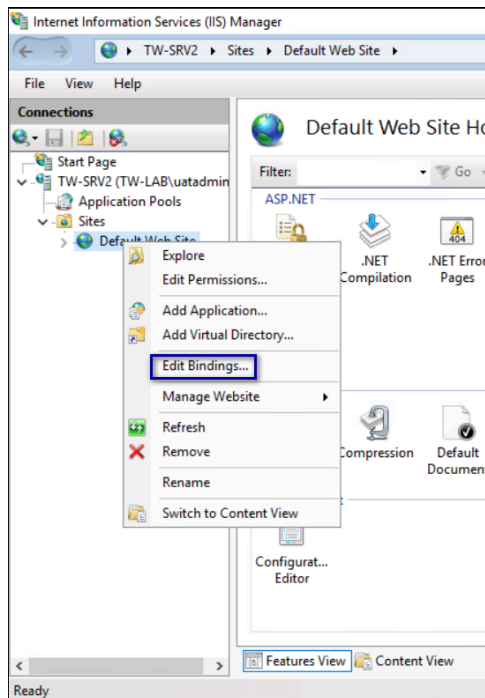 Internet Information Services (IIS) Manager
TW-SRV2 Sites Default Web Site
File View Help
Connections
Start Page
TW-SRV2 (TW-LAB\uatadmin
Application Pools
Sites
Default Web Site
Default Web Site Ho
Filter: Go
ASP.NET
.NET
Compilation
404
.NET Error
Pages
Explore
Edit Permissions...
Add Application...
Add Virtual Directory...
Edit Bindings...
Manage Website
Refresh
Remove
Rename
Switch to Content View
Compression
Default
Documen
Configurat...
Editor
Features View Content View
Ready